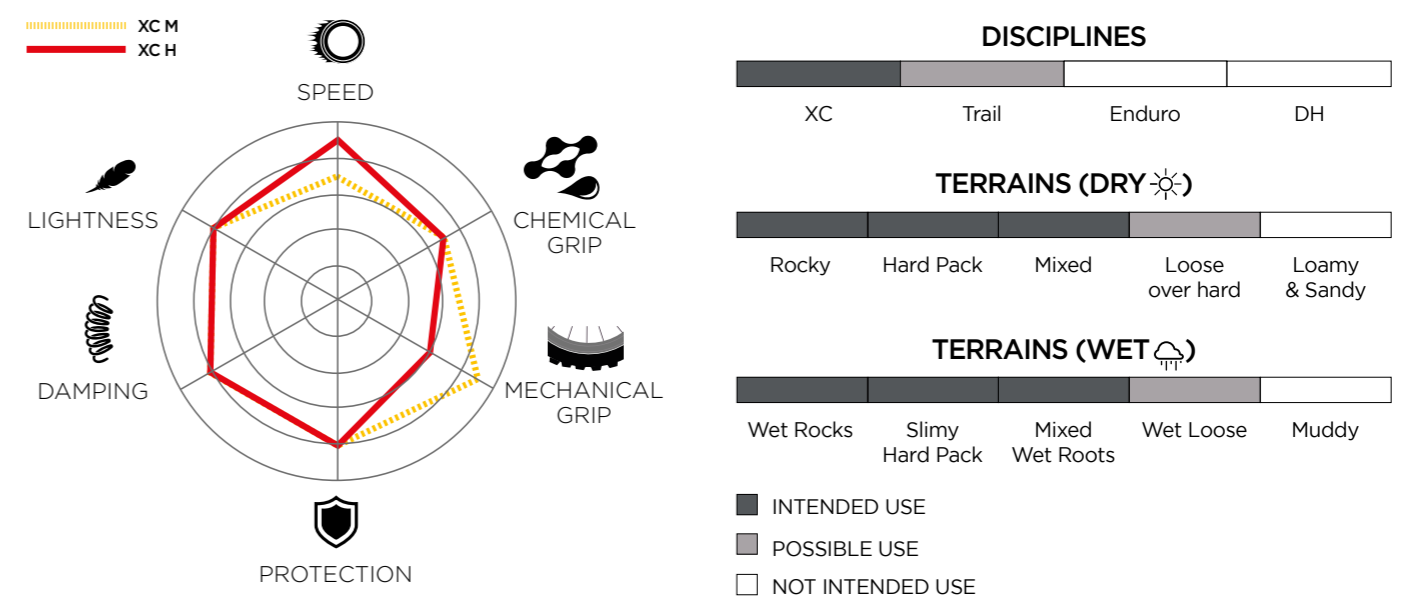 XC M
XC H
SPEED
LIGHTNESS
CHEMICAL
GRIP
DAMPING
MECHANICAL
GRIP
PROTECTION
DISCIPLINES
XC Trail Enduro DH
TERRAINS (DRY )
Rocky Hard Pack Mixed Loose Loamy
over hard & Sandy
TERRAINS (WET )
Wet Rocks Slimy Mixed Wet Loose Muddy
Hard Pack Wet Roots
INTENDED USE
POSSIBLE USE
NOT INTENDED USE